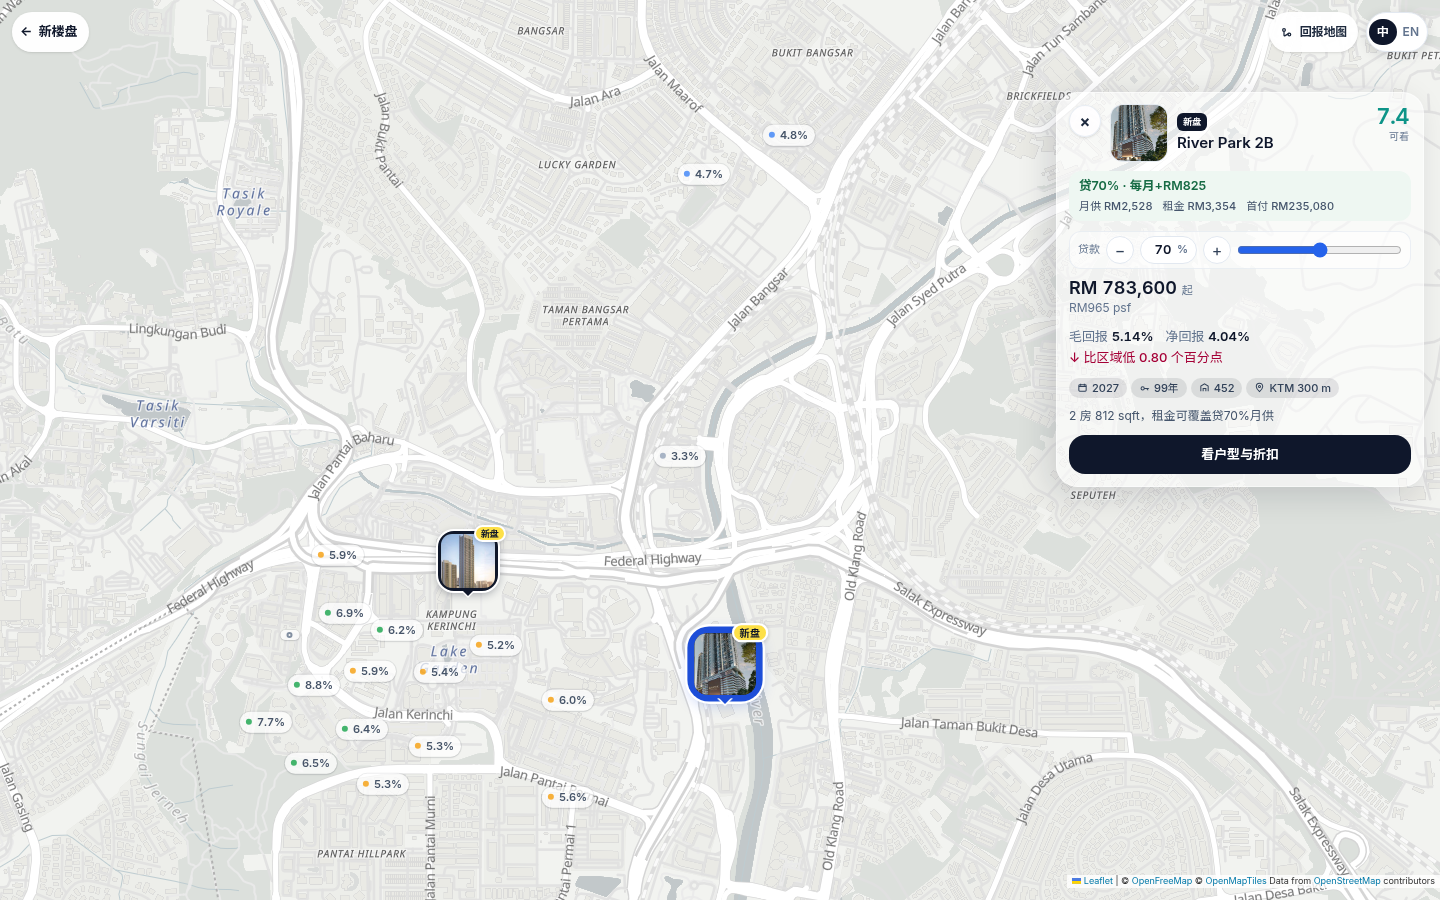 ← 新楼盘
回报地图
中 EN
BANGSAR
BUKIT BANGSAR
Jalan Tun Samban
Jalan Ban
BUKIT PET
Jalan Maarof
Jalan Ara
BRICKFIELDS
Jalan Bukit Pantai
4.8%
LUCKY GARDEN
4.7%
Tasik
Royale
× 新盘 7.4
River Park 2B 可看
贷70% · 每月+RM825
月供 RM2,528 租金 RM3,354 首付 RM235,080
贷款 − 70 % +
RM 783,600 起
RM965 psf
毛回报 5.14% 净回报 4.04%
↓ 比区域低 0.80 个百分点
2027 99年 452 KTM 300 m
2 房 812 sqft，租金可覆盖贷70%月供
看户型与折扣
SEPUTEH
Jalan Syed Putra
Jalan Bangsar
TAMAN BANGSAR
PERTAMA
Lingkungan Budi
Batu
Tasik
Varsiti
n Akal
Jalan Pantai Baharu
3.3%
新盘
5.9%
Federal Highway
Federal Highway
Old Klang Road
Salak Expressway
6.9%
6.2%
KAMPUNG
KERINCHI
5.2%
Lake
5.9%
5.4%
8.8%
新盘
6.0%
7.7%
Jalan Kerinchi
6.4%
5.3%
6.5%
5.3%
Jalan Pantai
5.6%
Jalan Taman Bukit Desa
Jalan Desa Utama
Salak Expressway
Old Klang Road
Sungai Jerneh
Jalan Gasing
PANTAI HILLPARK
Jalan Pantai Murni
ntai Permai 1
Leaflet | © OpenFreeMap © OpenMapTiles Data from OpenStreetMap contributors